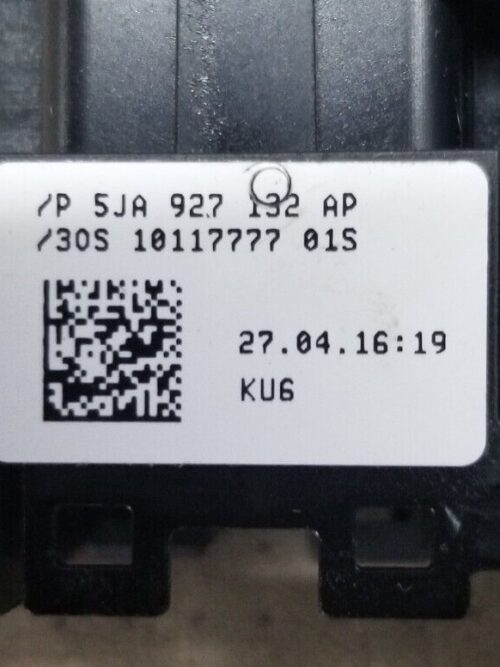 /P 5JA 927 132 AP
/30S 10117777 01S
27.04.16:19
KU6